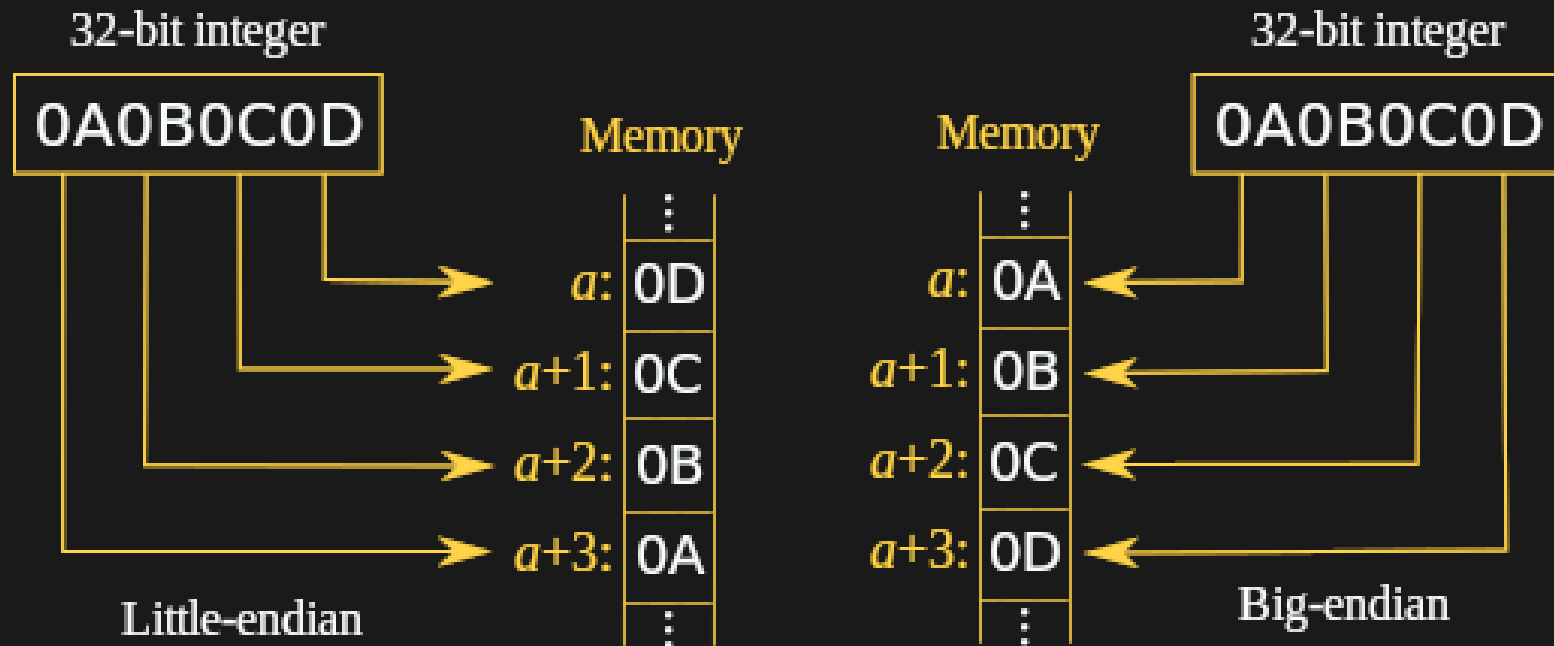 32-bit integer
0A0B0C0D
Memory
⋮
a: 0D
a+1: 0C
a+2: 0B
a+3: 0A
⋮
Little-endian
32-bit integer
0A0B0C0D
Memory
⋮
a: 0A
a+1: 0B
a+2: 0C
a+3: 0D
⋮
Big-endian